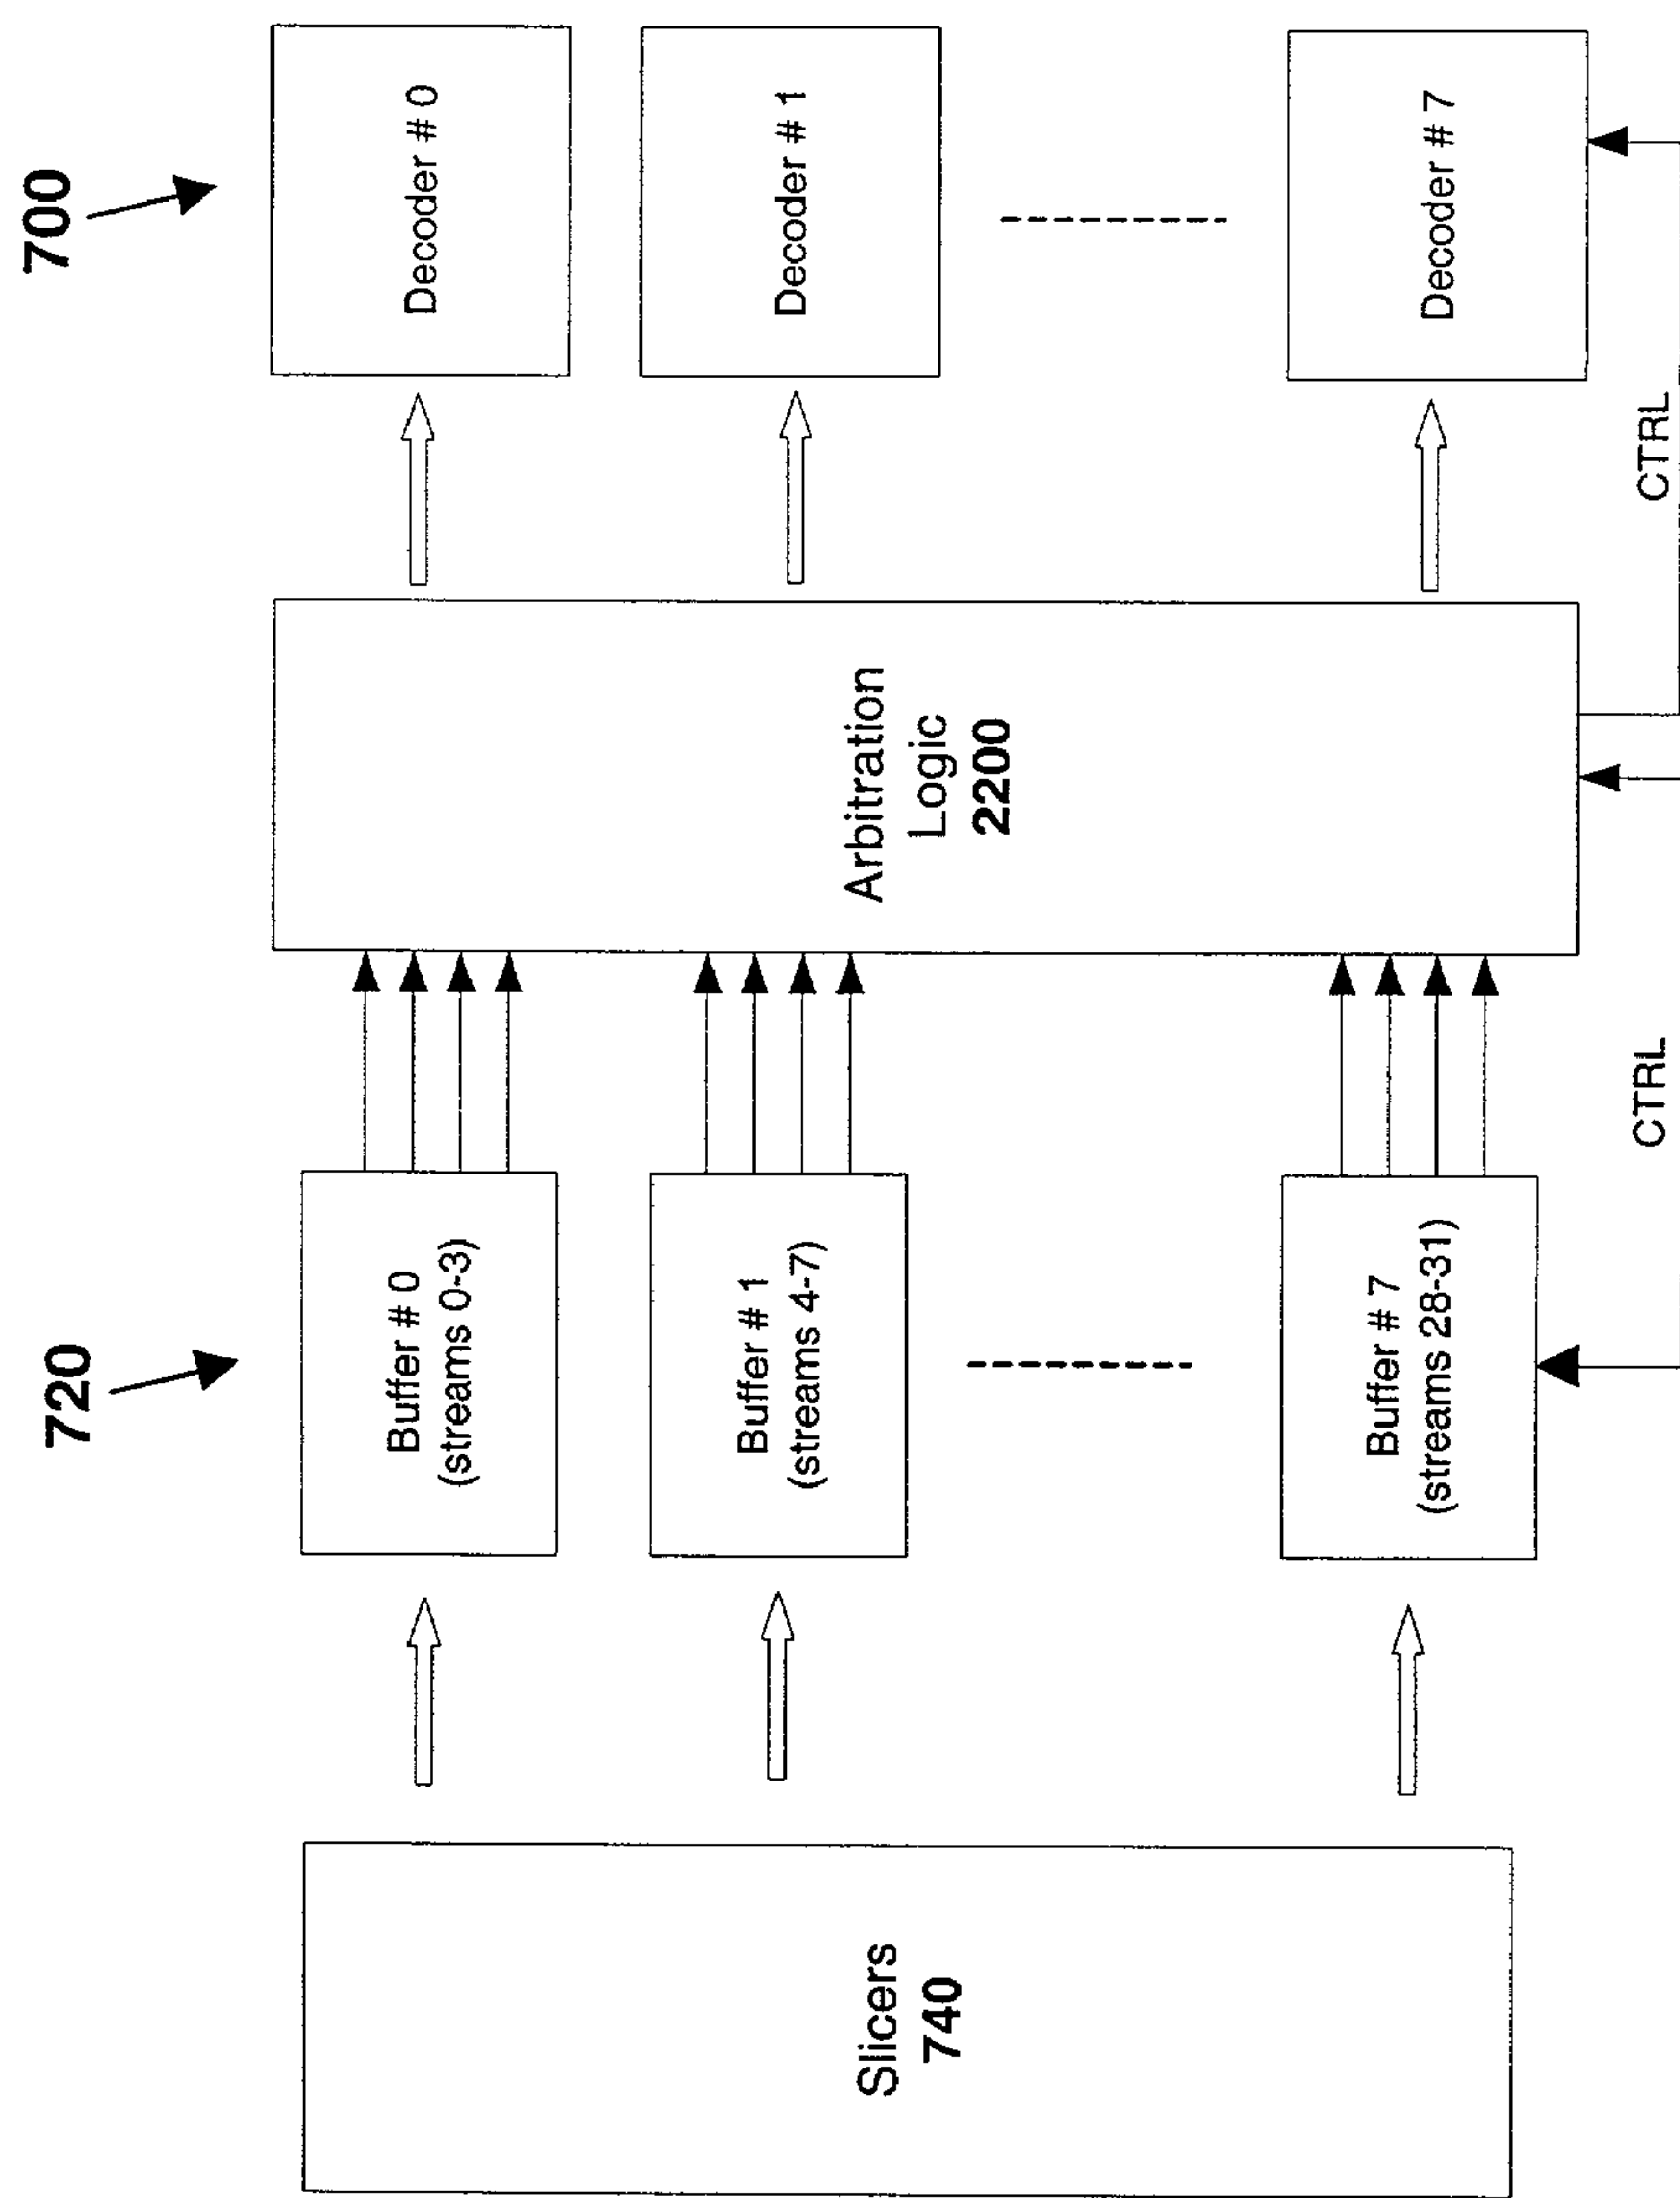 720
700
Slicers
740
Buffer # 0
(streams 0-3)
Buffer # 1
(streams 4-7)
Buffer # 7
(streams 28-31)
Arbitration
Logic
2200
Decoder # 0
Decoder # 1
Decoder # 7
CTRL
CTRL